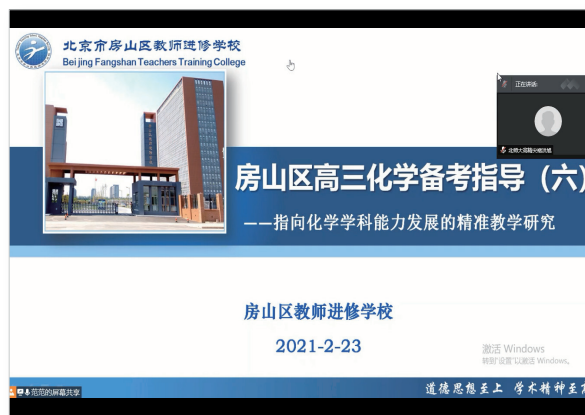 北京市房山区教师进修学校
Beijing Fangshan Teachers Training College
正在讲话:
房山区高三化学备考指导（六）
——指向化学学科能力发展的精准教学研究
房山区教师进修学校
2021-2-23
激活 Windows
转到"设置"以激活 Windows。
范范的屏幕共享
道德思想至上 学术精神至高